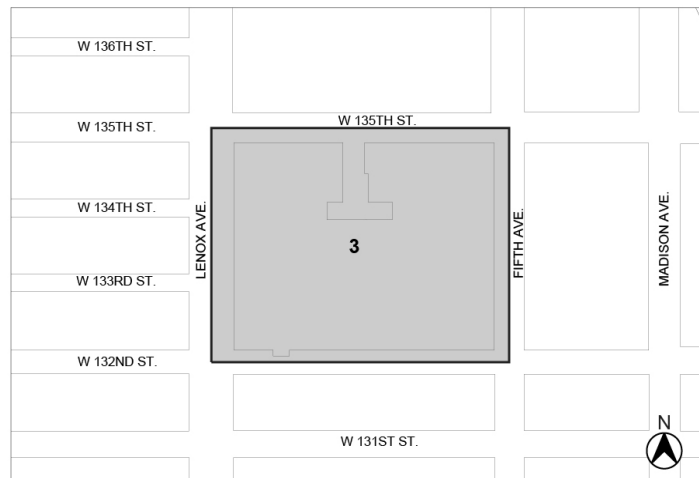 W 136TH ST.
W 135TH ST.
W 135TH ST.
W 134TH ST.
LENOX AVE.
FIFTH AVE.
MADISON AVE.
3
W 133RD ST.
W 132ND ST.
W 131ST ST.
N